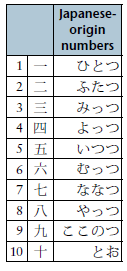 Japanese-
origin
numbers
1 一 ひとつ
2 二 ふたつ
3 三 みっつ
4 四 よっつ
5 五 いつつ
6 六 むっつ
7 七 ななつ
8 八 やっつ
9 九 ここのつ
10 十 とお